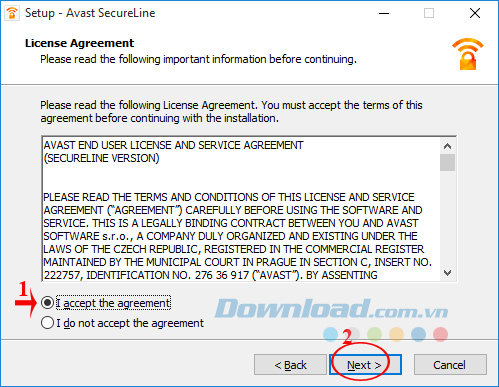 Setup - Avast SecureLine
License Agreement
Please read the following important information before continuing.
Please read the following License Agreement. You must accept the terms of this
agreement before continuing with the installation.
AVAST END USER LICENSE AND SERVICE AGREEMENT
(SECURELINE VERSION)
PLEASE READ THE TERMS AND CONDITIONS OF THIS LICENSE AND SERVICE
AGREEMENT ("AGREEMENT") CAREFULLY BEFORE USING THE SOFTWARE AND
SERVICE. THIS IS A LEGALLY BINDING CONTRACT BETWEEN YOU AND AVAST
SOFTWARE s.r.o., A COMPANY DULY ORGANIZED AND EXISTING UNDER THE
LAWS OF THE CZECH REPUBLIC, REGISTERED IN THE COMMERCIAL REGISTER
MAINTAINED BY THE MUNICIPAL COURT IN PRAGUE IN SECTION C, INSERT NO.
222757, IDENTIFICATION NO. 276 36 917 ("AVAST"). BY ASSENTING
1
I accept the agreement
Download.com.vn
I do not accept the agreement
2
< Back
Next >
Cancel